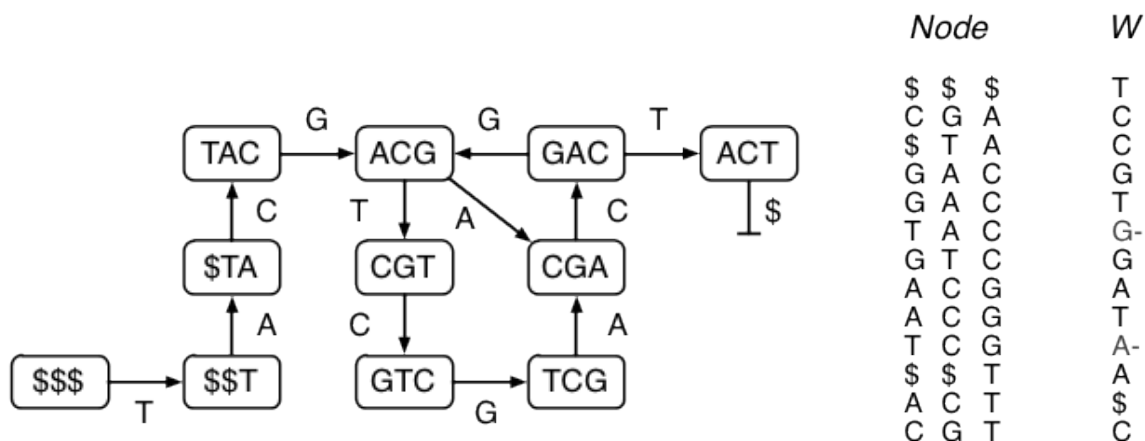 Node W
$ $ $ T
C G A C
$ T A C
G A C G
G A C T
T A C G-
G T C G
A C G A
A C G T
T C G A-
$ $ T A
A C T $
C G T C
G G T
TAC ACG GAC ACT
C T A C $
$TA CGT CGA
A C A
$$$ $$T GTC TCG
T G